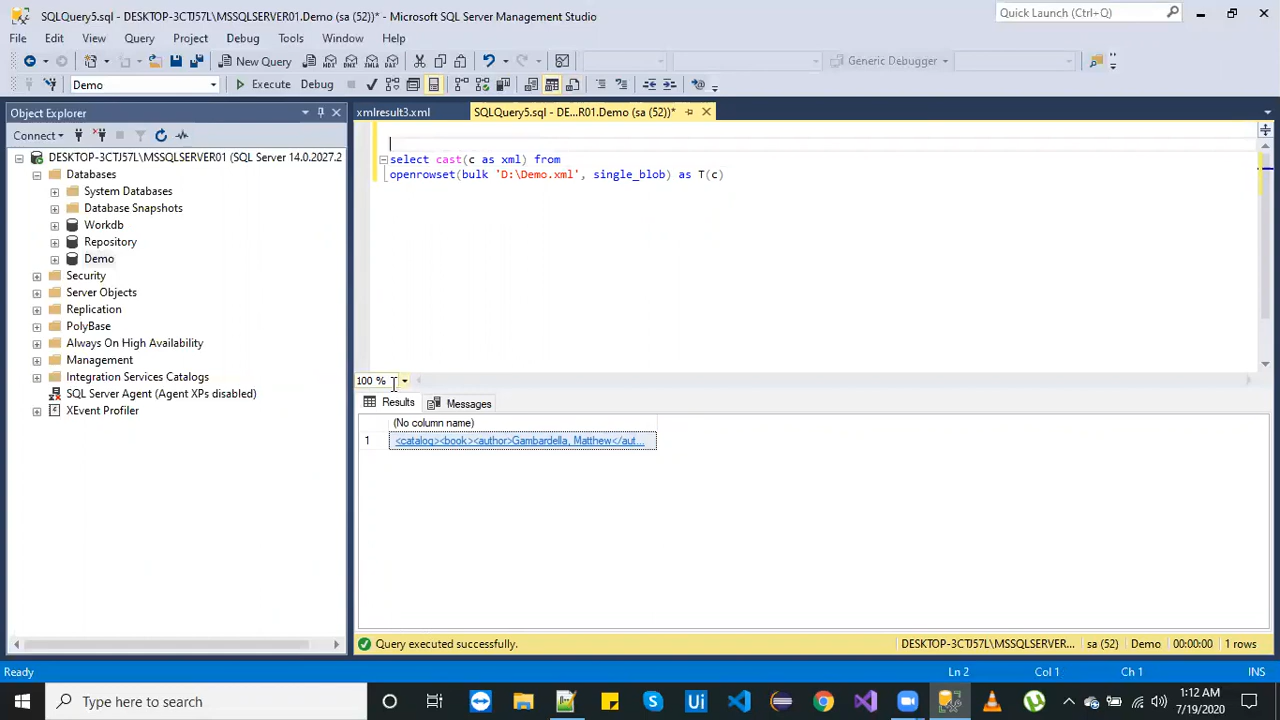 SQLQuery5.sql - DESKTOP-3CTJ57L\MSSQLSERVER01.Demo (sa (52))* - Microsoft SQL Server Management Studio
Quick Launch (Ctrl+Q)
File Edit View Query Project Debug Tools Window Help
New Query
Generic Debugger
Demo
Execute Debug
Object Explorer
xmlresult3.xml
SQLQuery5.sql - DE...R01.Demo (sa (52))*
Connect
DESKTOP-3CTJ57L\MSSQLSERVER01 (SQL Server 14.0.2027.2
Databases
System Databases
Database Snapshots
Workdb
Repository
Demo
Security
Server Objects
Replication
PolyBase
Always On High Availability
Management
Integration Services Catalogs
SQL Server Agent (Agent XPs disabled)
XEvent Profiler
select cast(c as xml) from
openrowset(bulk 'D:\Demo.xml', single_blob) as T(c)
100 %
Results Messages
(No column name)
1 <catalog><book><author>Gambardella, Matthew</aut...
Query executed successfully.
DESKTOP-3CTJ57L\MSSQLSERVER... sa (52) Demo 00:00:00 1 rows
Ready
Ln 2 Col 1 Ch 1 INS
Type here to search
Ui
1:12 AM
7/19/2020